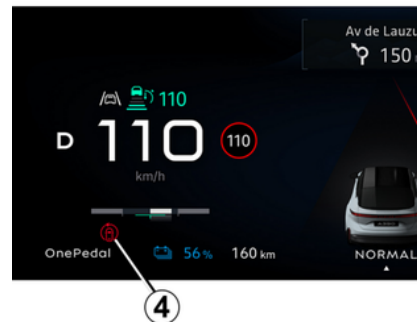 Av de Lauzu
150
110
D 110 110
km/h
OnePedal 56% 160 km
NORMAL
4